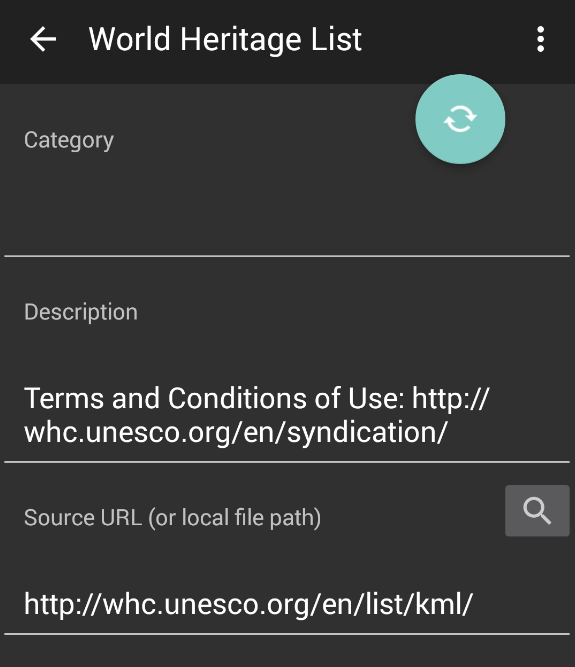 World Heritage List
Category
Description
Terms and Conditions of Use: http://
whc.unesco.org/en/syndication/
Source URL (or local file path)
http://whc.unesco.org/en/list/kml/